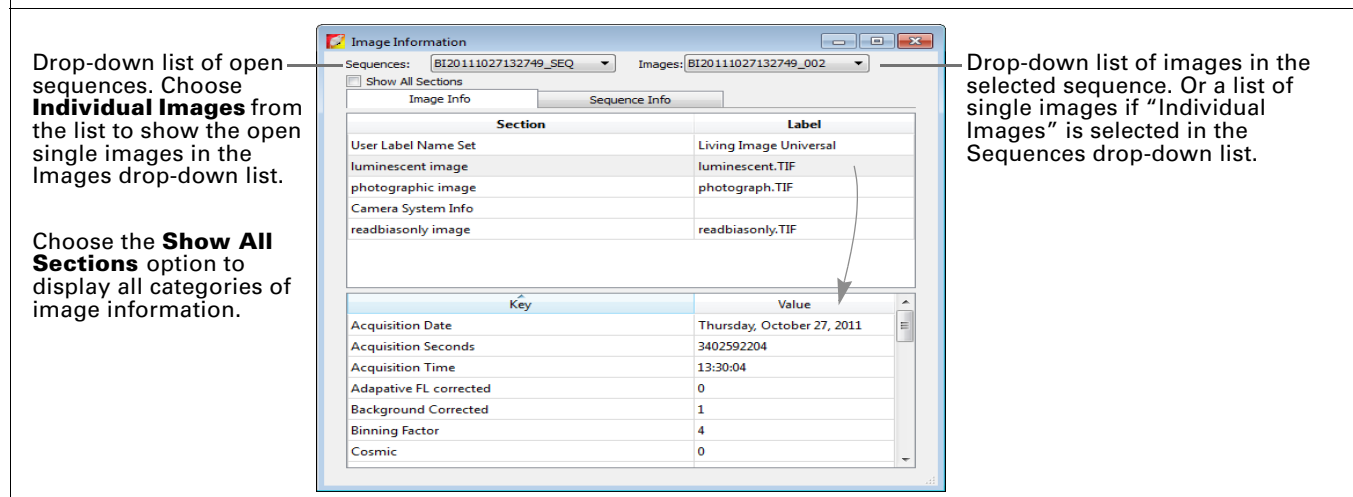 Drop-down list of open
sequences. Choose
Individual Images from
the list to show the open
single images in the
Images drop-down list.
Choose the Show All
Sections option to
display all categories of
image information.
Image Information
Sequences: BI20111027132749_SEQ Images: BI20111027132749_002
Show All Sections
Image Info Sequence Info
Section Label
User Label Name Set Living Image Universal
luminescent image luminescent.TIF
photographic image photograph.TIF
Camera System Info
readbiasonly image readbiasonly.TIF
Key Value
Acquisition Date Thursday, October 27, 2011
Acquisition Seconds 3402592204
Acquisition Time 13:30:04
Adapative FL corrected 0
Background Corrected 1
Binning Factor 4
Cosmic 0
Drop-down list of images in the
selected sequence. Or a list of
single images if “Individual
Images” is selected in the
Sequences drop-down list.